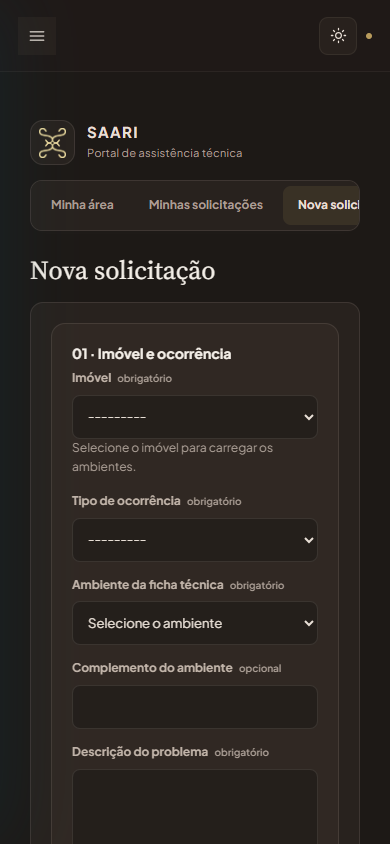 SAARI
Portal de assistência técnica
Minha área
Minhas solicitações
Nova solic
Nova solicitação
01 · Imóvel e ocorrência
Imóvel obrigatório
---------
Selecione o imóvel para carregar os
ambientes.
Tipo de ocorrência obrigatório
---------
Ambiente da ficha técnica obrigatório
Selecione o ambiente
Complemento do ambiente opcional
Descrição do problema obrigatório